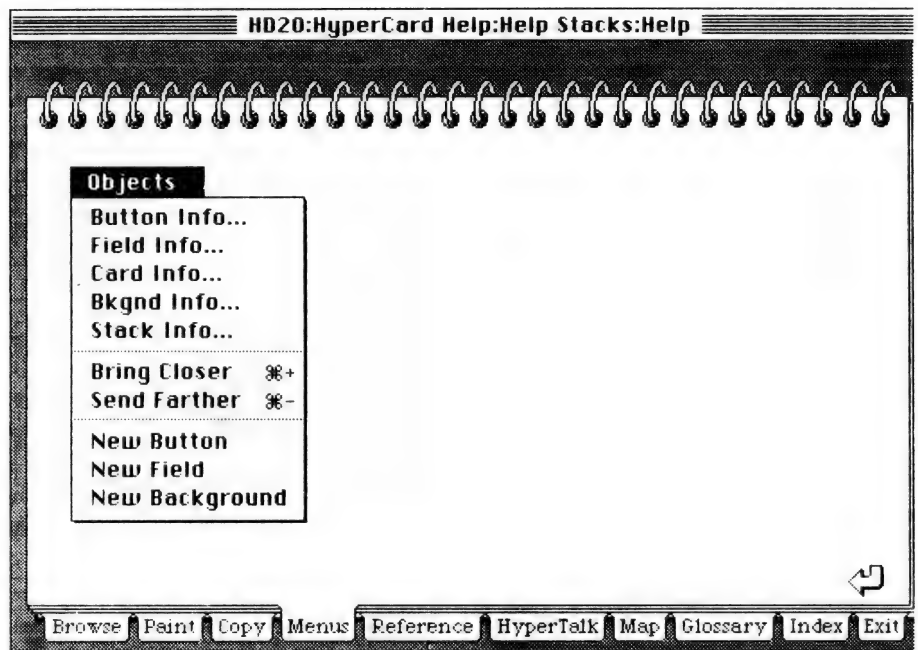 HD20:HyperCard Help:Help Stacks:Help
Objects
Button Info...
Field Info...
Card Info...
Bkgnd Info...
Stack Info...
Bring Closer ⌘+
Send Farther ⌘-
New Button
New Field
New Background
Browse Paint Copy Menus Reference HyperTalk Map Glossary Index Exit